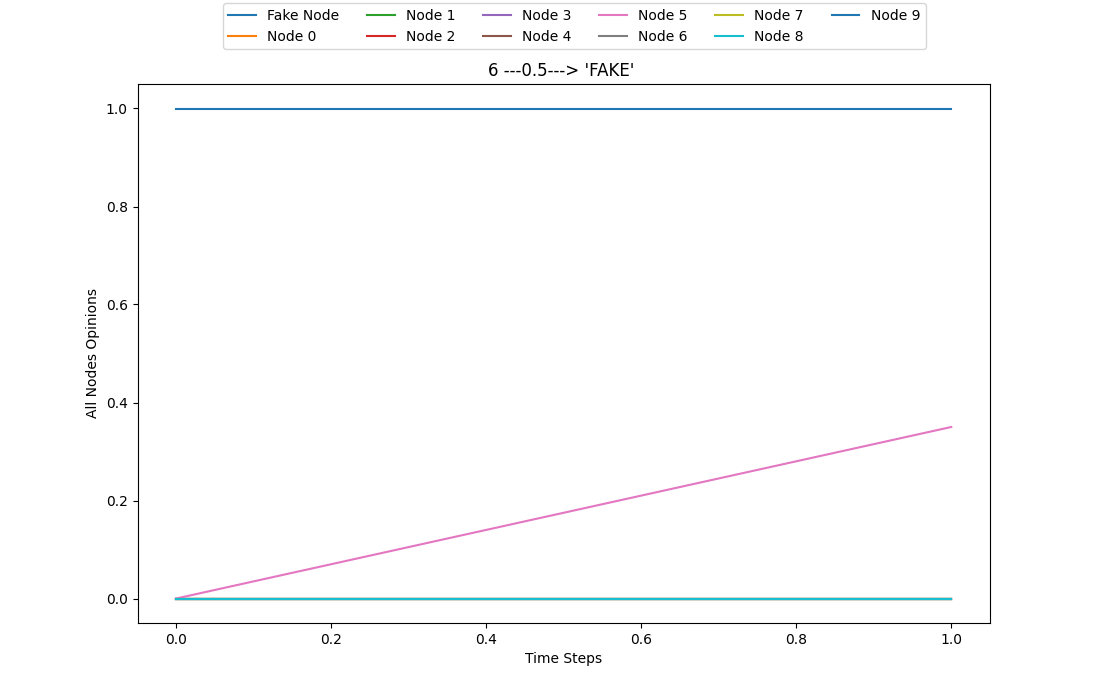 Fake Node Node 1 Node 3 Node 5 Node 7 Node 9
Node 0 Node 2 Node 4 Node 6 Node 8
6 ---0.5---> 'FAKE'
1.0
0.8
0.6
0.4
0.2
0.0
All Nodes Opinions
0.0 0.2 0.4 0.6 0.8 1.0
Time Steps